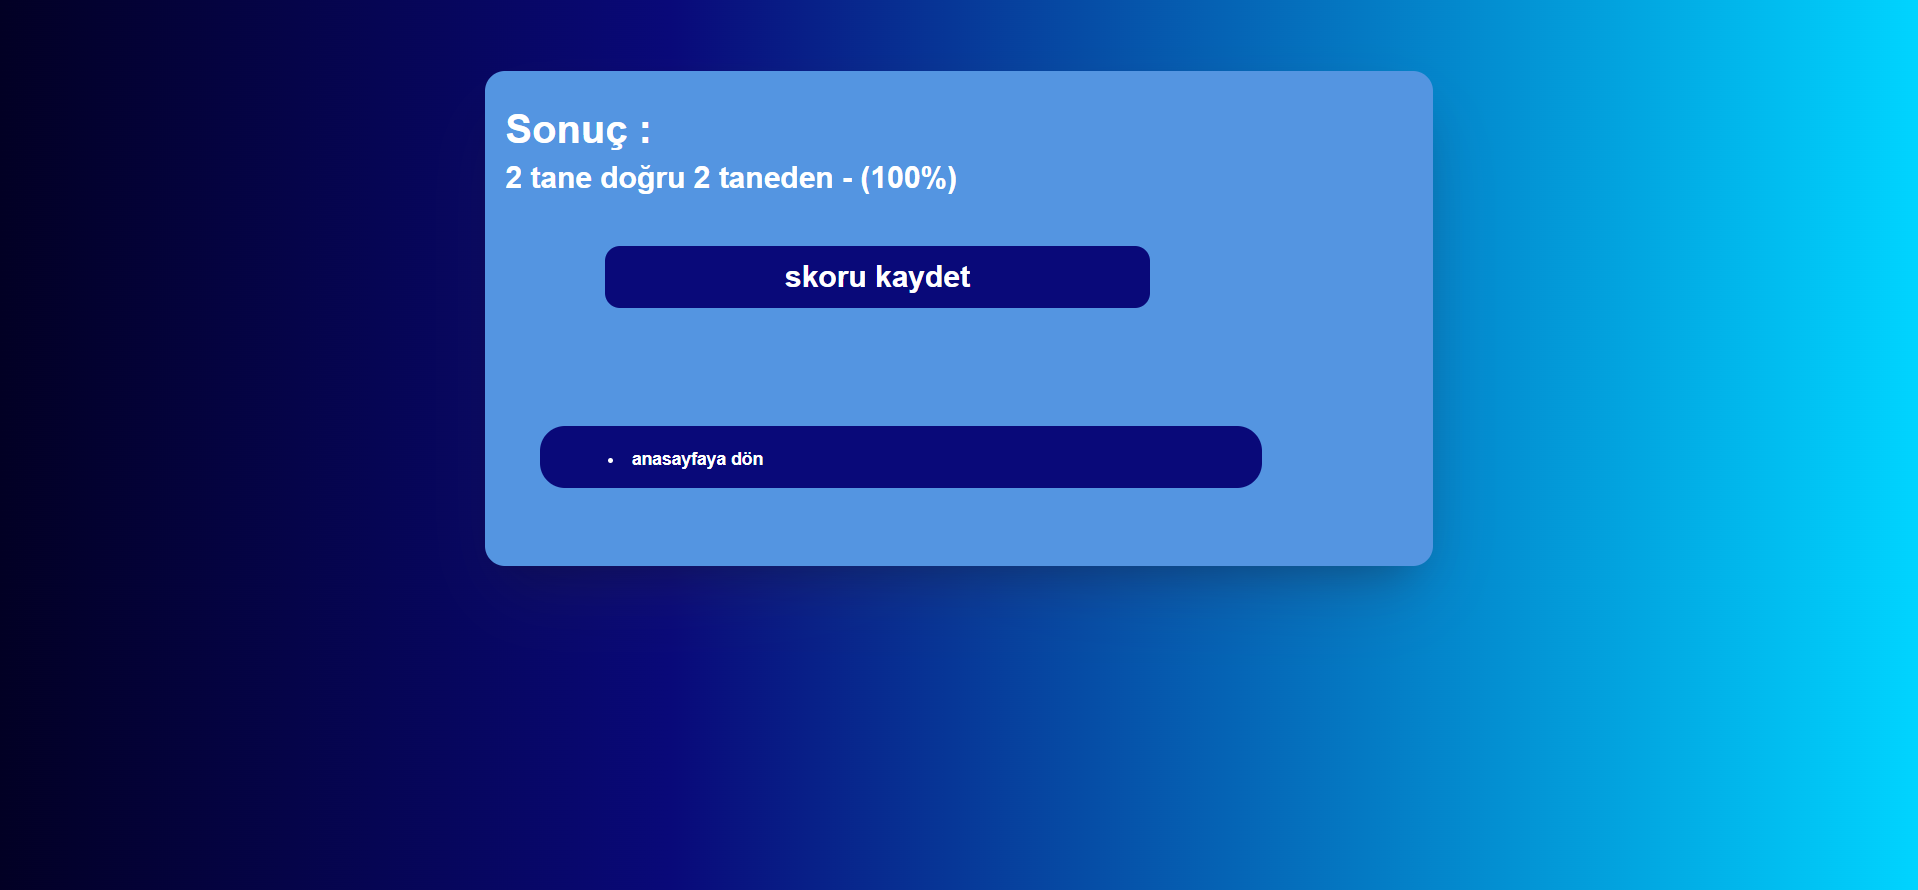 Sonuç :
2 tane doğru 2 taneden - (100%)
skoru kaydet
• anasayfaya dön